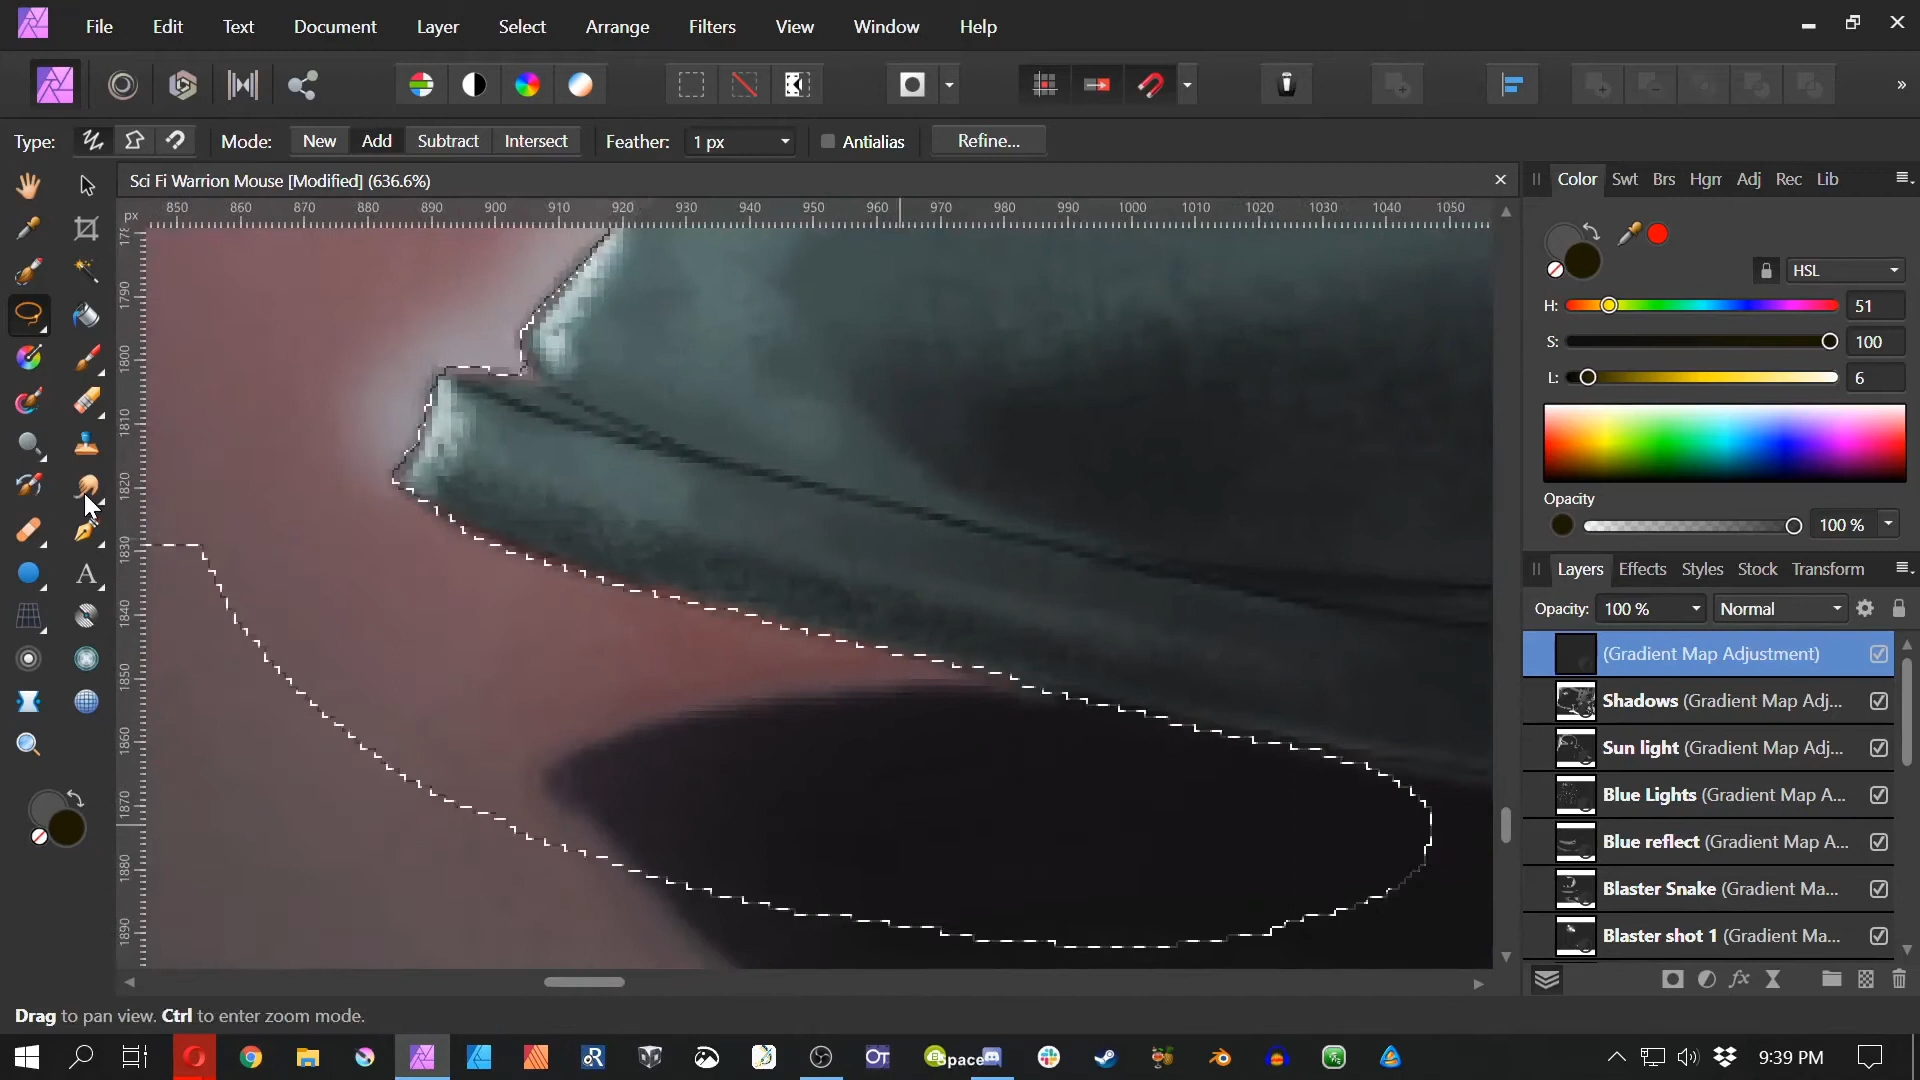 File Edit Text Document Layer Select Arrange Filters View Window Help
Type: Mode: New Add Subtract Intersect Feather: 1 px Antialias Refine...
Sci Fi Warrion Mouse [Modified] (636.6%)
Color Swt Brs Hgrr Adj Rec Lib
px 850 860 870 880 890 900 910 920 930 940 950 960 970 980 990 1000 1010 1020 1030 1040 1050
1790
1800
1810
1820
1830
1840
1850
1860
1870
1880
1890
HSL
H: 51
S: 100
L: 6
Opacity
100 %
Layers Effects Styles Stock Transform
Opacity: 100 % Normal
(Gradient Map Adjustment)
Shadows (Gradient Map Adj...
Sun light (Gradient Map Adj...
Blue Lights (Gradient Map A...
Blue reflect (Gradient Map A...
Blaster Snake (Gradient Ma...
Blaster shot 1 (Gradient Ma...
Drag to pan view. Ctrl to enter zoom mode.
Space
9:39 PM